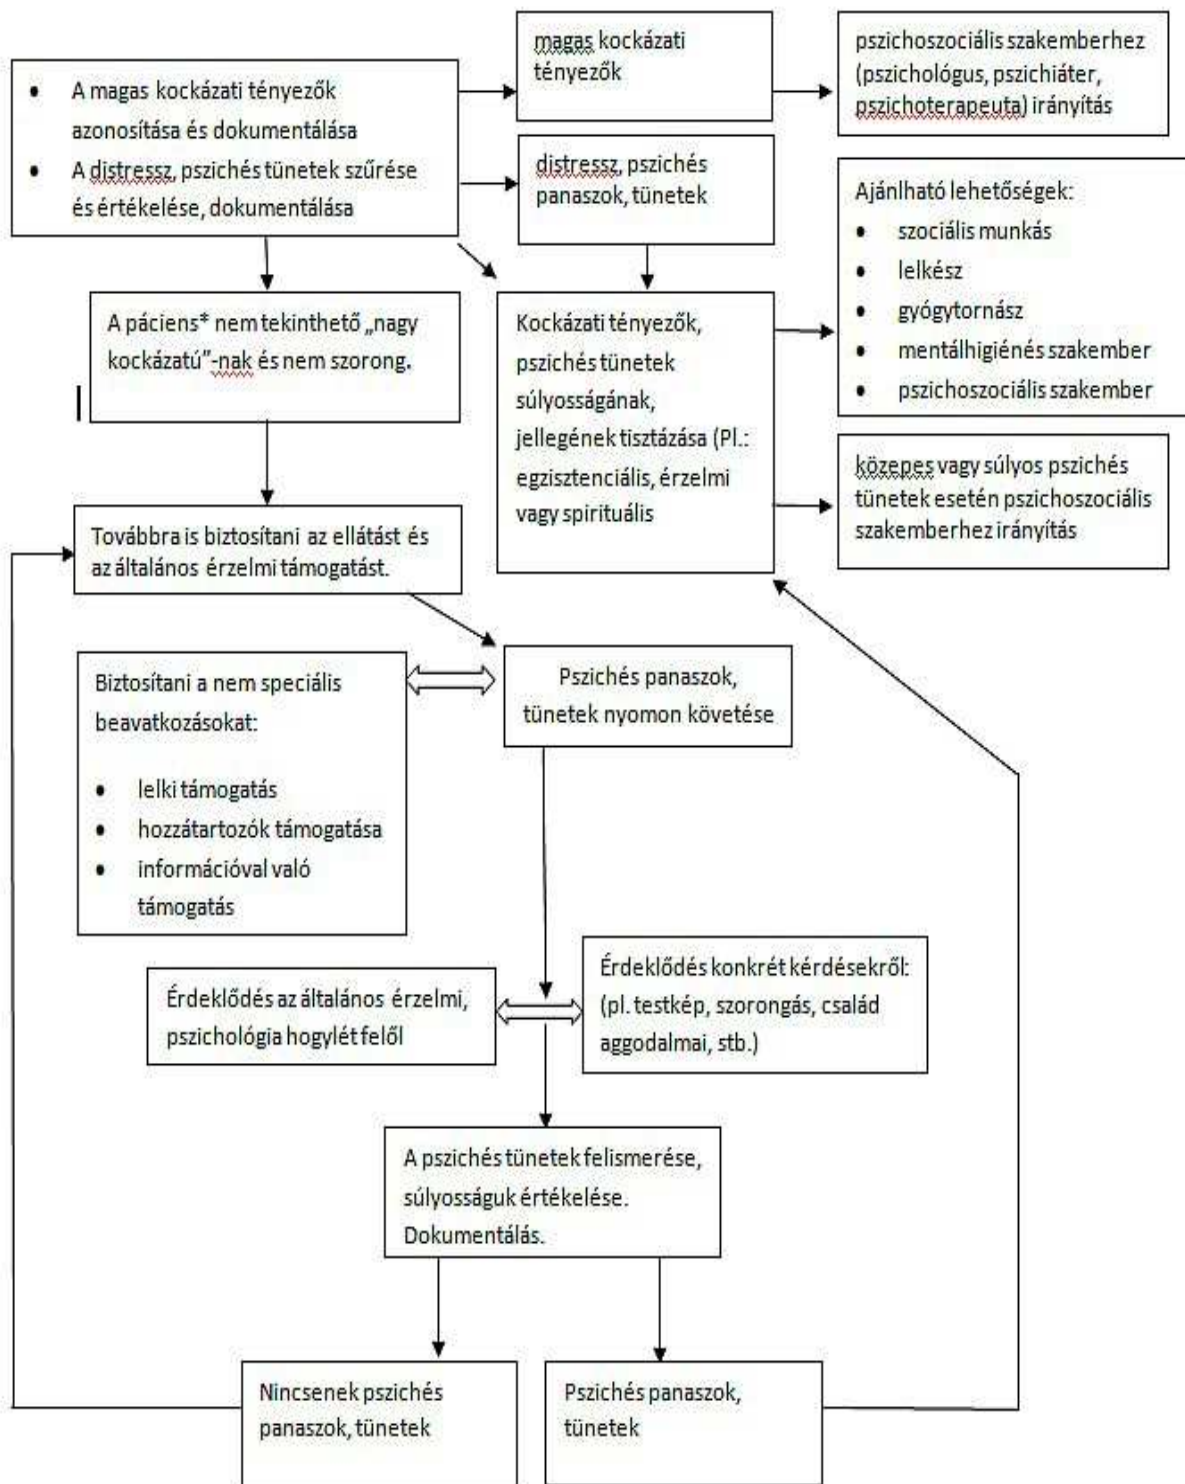 magas kockázati
tényezők
pszichoszociális szakemberhez
(pszichológus, pszichiáter,
pszichoterapeuta) irányítás
• A magas kockázati tényezők
azonosítása és dokumentálása
• A distressz, pszichés tünetek szűrése
és értékelése, dokumentálása
distressz, pszichés
panaszok, tünetek
Ajánlható lehetőségek:
• szociális munkás
• lelkész
• gyógytornász
• mentálhigiénés szakember
• pszichoszociális szakember
A páciens* nem tekinthető „nagy
kockázatú”-nak és nem szorong.
Kockázati tényezők,
pszichés tünetek
súlyosságának,
jellegének tisztázása (Pl.:
egzisztenciális, érzelmi
vagy spirituális
közepes vagy súlyos pszichés
tünetek esetén pszichoszociális
szakemberhez irányítás
Továbbra is biztosítani az ellátást és
az általános érzelmi támogatást.
Biztosítani a nem speciális
beavatkozásokat:
• lelki támogatás
• hozzátartozók támogatása
• információval való
támogatás
Pszichés panaszok,
tünetek nyomon követése
Érdeklődés az általános érzelmi,
pszichológia hogylét felől
Érdeklődés konkrét kérdésekről:
(pl. testkép, szorongás, család
aggodalmai, stb.)
A pszichés tünetek felismerése,
súlyosságuk értékelése.
Dokumentálás.
Nincsenek pszichés
panaszok, tünetek
Pszichés panaszok,
tünetek